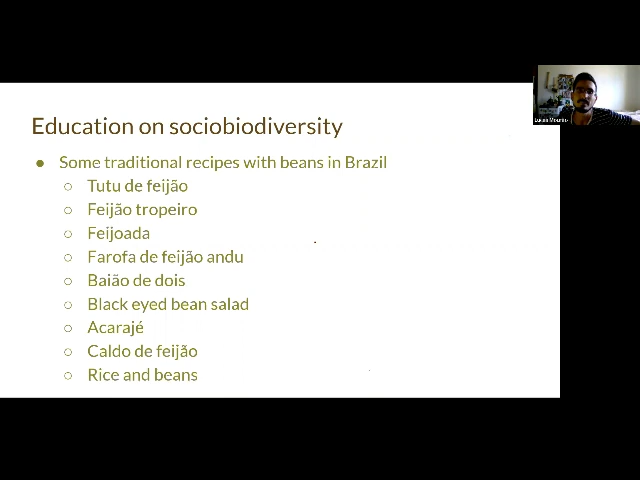 Education on sociobiodiversity
● Some traditional recipes with beans in Brazil
○ Tutu de feijão
○ Feijão tropeiro
○ Feijoada
○ Farofa de feijão andu
○ Baião de dois
○ Black eyed bean salad
○ Acarajé
○ Caldo de feijão
○ Rice and beans